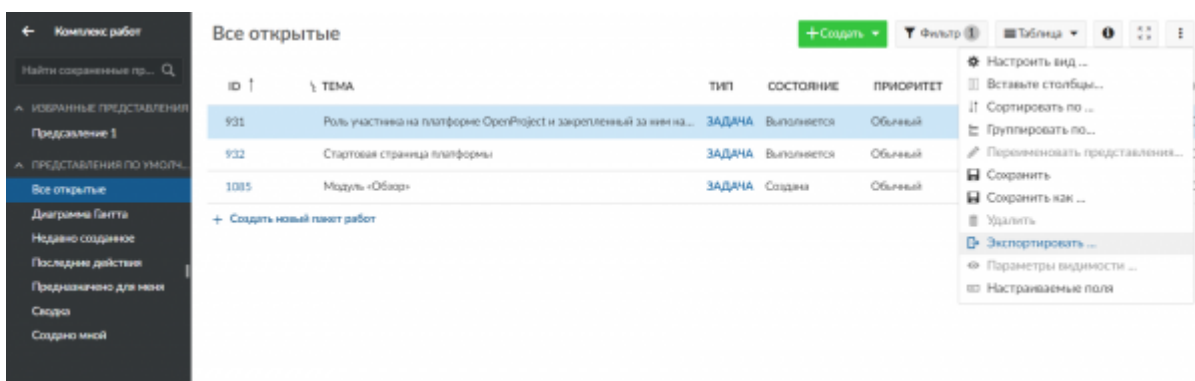 Комплекс работ
Найти сохраненные пр...
ИЗБРАННЫЕ ПРЕДСТАВЛЕНИЯ
Предсавление 1
ПРЕДСТАВЛЕНИЯ ПО УМОЛЧ...
Все открытые
Диаграмма Гантта
Недавно созданное
Последние действия
Предназначено для меня
Сводка
Создано мной
Все открытые
+ Создать
Фильтр 1
Таблица
ID ТЕМА ТИП СОСТОЯНИЕ ПРИОРИТЕТ
931 Роль участника на платформе OpenProject и закрепленный за ним на... ЗАДАЧА Выполняется Обычный
932 Стартовая страница платформы ЗАДАЧА Выполняется Обычный
1085 Модуль «Обзор» ЗАДАЧА Создана Обычный
+ Создать новый пакет работ
Настроить вид ...
Вставьте столбцы...
Сортировать по ...
Группировать по...
Переименовать представления...
Сохранить
Сохранить как ...
Удалить
Экспортировать ...
Параметры видимости ...
Настраиваемые поля